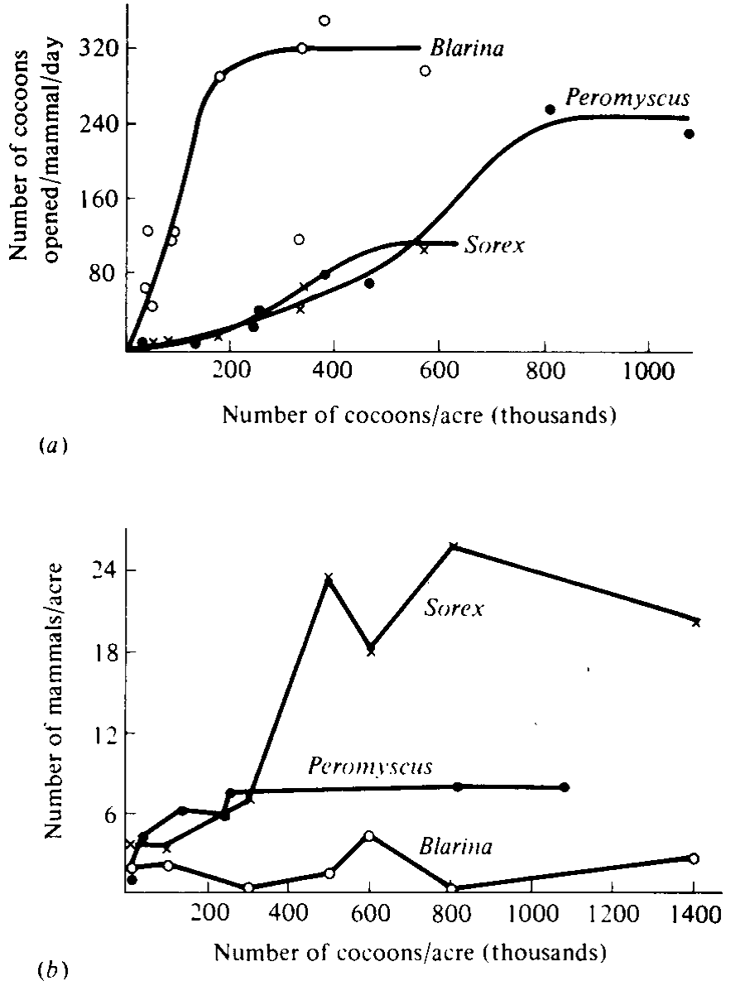 320
240
160
80
Number of cocoons
opened/mammal/day
Blarina
Peromyscus
Sorex
200 400 600 800 1000
Number of cocoons/acre (thousands)
(a)
24
18
12
6
Number of mammals/acre
Sorex
Peromyscus
Blarina
200 400 600 800 1000 1200 1400
Number of cocoons/acre (thousands)
(b)